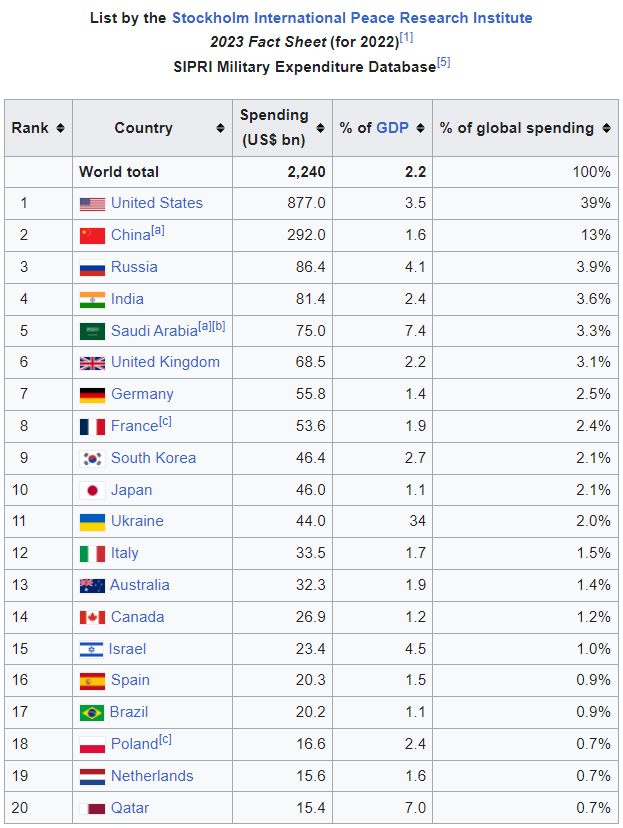 List by the Stockholm International Peace Research Institute
2023 Fact Sheet (for 2022)[1]
SIPRI Military Expenditure Database[5]
Rank Country Spending (US$ bn) % of GDP % of global spending
World total 2,240 2.2 100%
1 United States 877.0 3.5 39%
2 China[a] 292.0 1.6 13%
3 Russia 86.4 4.1 3.9%
4 India 81.4 2.4 3.6%
5 Saudi Arabia[a][b] 75.0 7.4 3.3%
6 United Kingdom 68.5 2.2 3.1%
7 Germany 55.8 1.4 2.5%
8 France[c] 53.6 1.9 2.4%
9 South Korea 46.4 2.7 2.1%
10 Japan 46.0 1.1 2.1%
11 Ukraine 44.0 34 2.0%
12 Italy 33.5 1.7 1.5%
13 Australia 32.3 1.9 1.4%
14 Canada 26.9 1.2 1.2%
15 Israel 23.4 4.5 1.0%
16 Spain 20.3 1.5 0.9%
17 Brazil 20.2 1.1 0.9%
18 Poland[c] 16.6 2.4 0.7%
19 Netherlands 15.6 1.6 0.7%
20 Qatar 15.4 7.0 0.7%